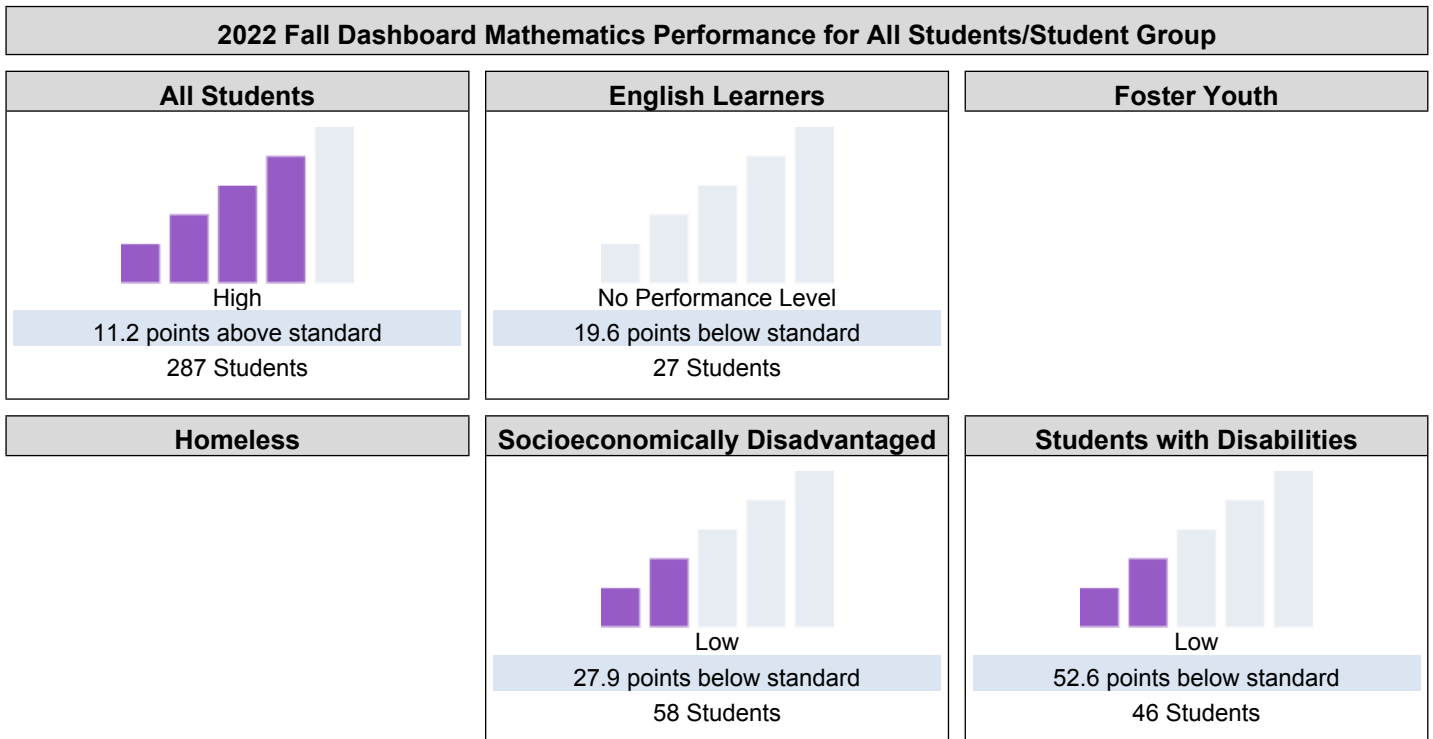 2022 Fall Dashboard Mathematics Performance for All Students/Student Group
All Students
High
11.2 points above standard
287 Students
English Learners
No Performance Level
19.6 points below standard
27 Students
Foster Youth
Homeless
Socioeconomically Disadvantaged
Low
27.9 points below standard
58 Students
Students with Disabilities
Low
52.6 points below standard
46 Students